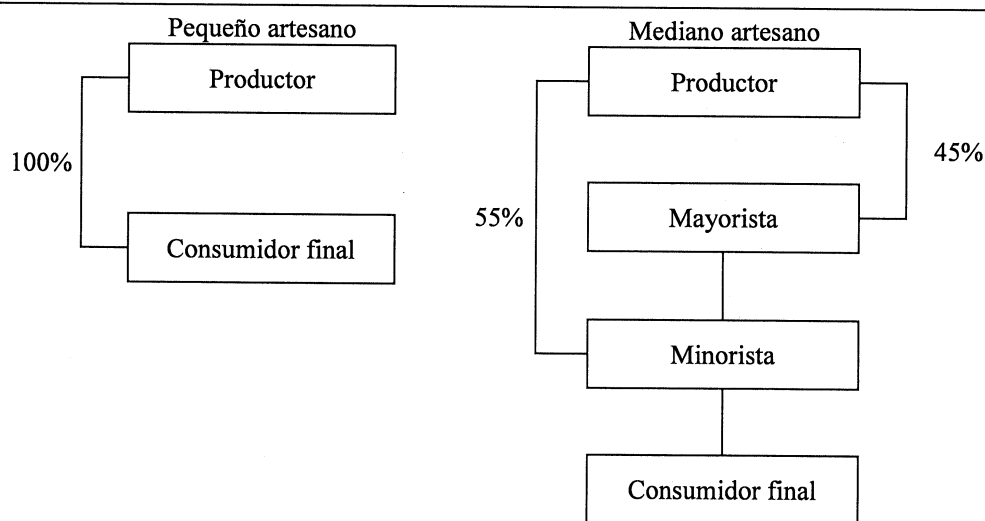 Pequeño artesano
Productor
100%
Consumidor final
Mediano artesano
Productor
45%
55%
Mayorista
Minorista
Consumidor final